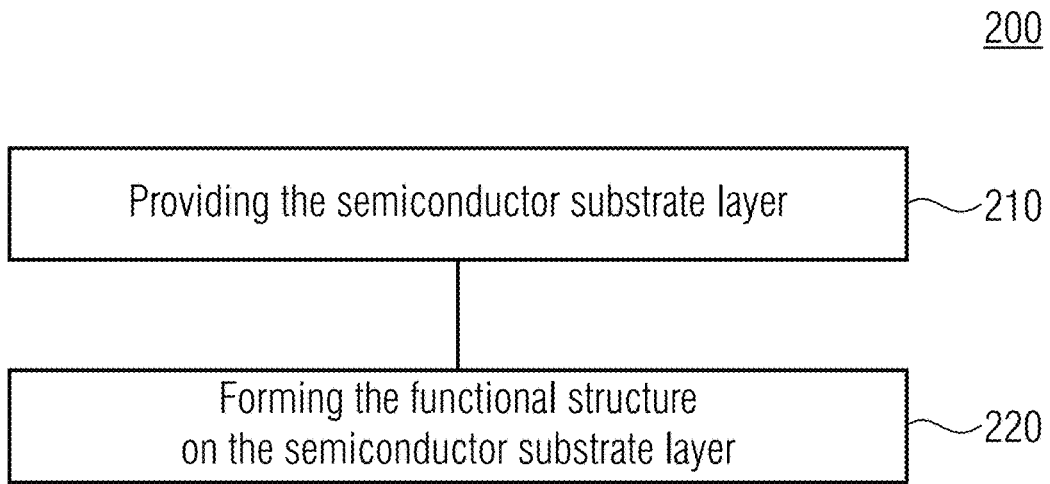 200
Providing the semiconductor substrate layer
210
Forming the functional structure
on the semiconductor substrate layer
220